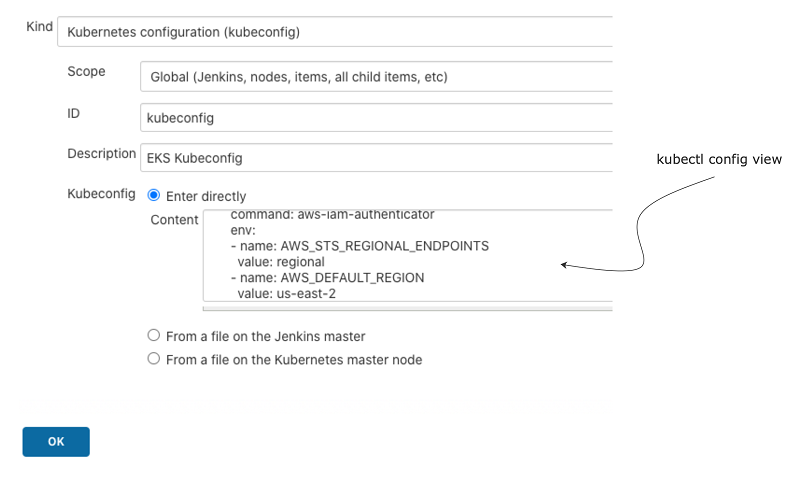 Kind
Kubernetes configuration (kubeconfig)
Scope
Global (Jenkins, nodes, items, all child items, etc)
ID
kubeconfig
Description
EKS Kubeconfig
kubectl config view
Kubeconfig
Enter directly
Content
command: aws-iam-authenticator
env:
- name: AWS_STS_REGIONAL_ENDPOINTS
value: regional
- name: AWS_DEFAULT_REGION
value: us-east-2
From a file on the Jenkins master
From a file on the Kubernetes master node
OK